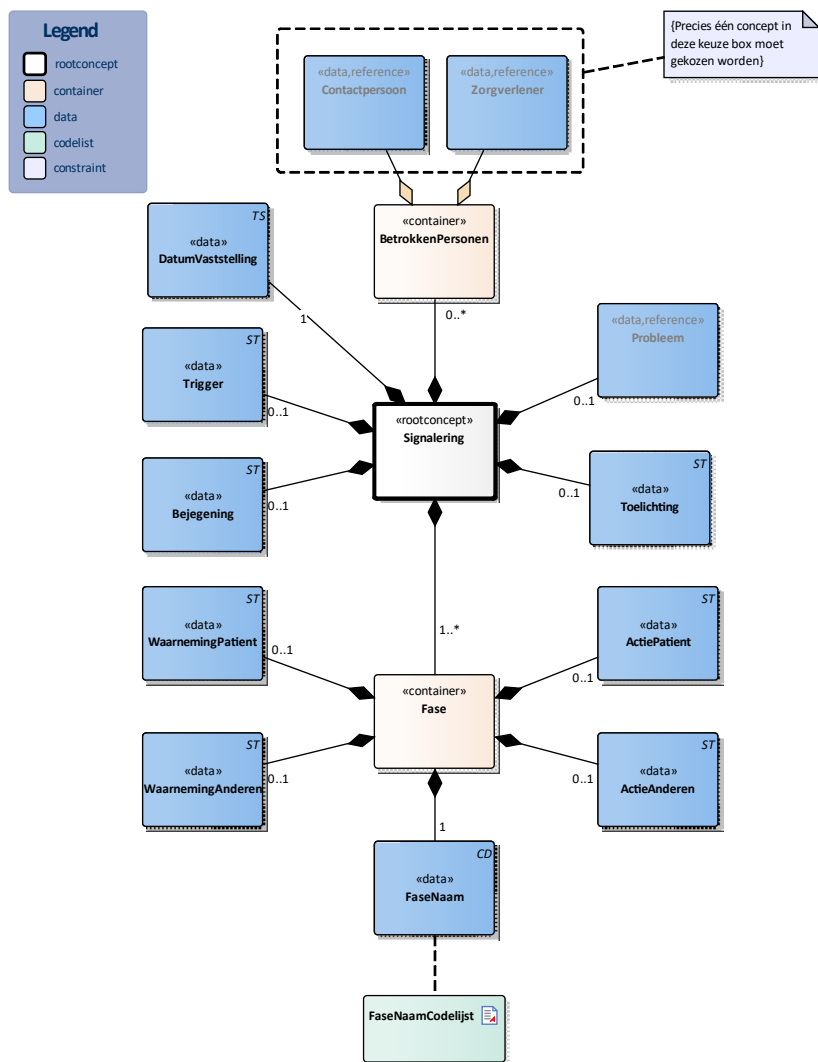 Legend
rootconcept
container
data
codelist
constraint
{Precies één concept in
deze keuze box moet
gekozen worden}
«data,reference»
Contactpersoon
«data,reference»
Zorgverlener
«container»
BetrokkenPersonen
0..*
TS
«data»
DatumVaststelling
1
ST
«data»
Trigger
0..1
«data,reference»
Probleem
0..1
«rootconcept»
Signalering
ST
«data»
Bejegening
0..1
ST
«data»
Toelichting
0..1
1..*
ST
«data»
WaarnemingPatient
0..1
ST
«data»
ActiePatient
0..1
«container»
Fase
ST
«data»
WaarnemingAnderen
0..1
ST
«data»
ActieAnderen
0..1
1
CD
«data»
FaseNaam
FaseNaamCodelijst